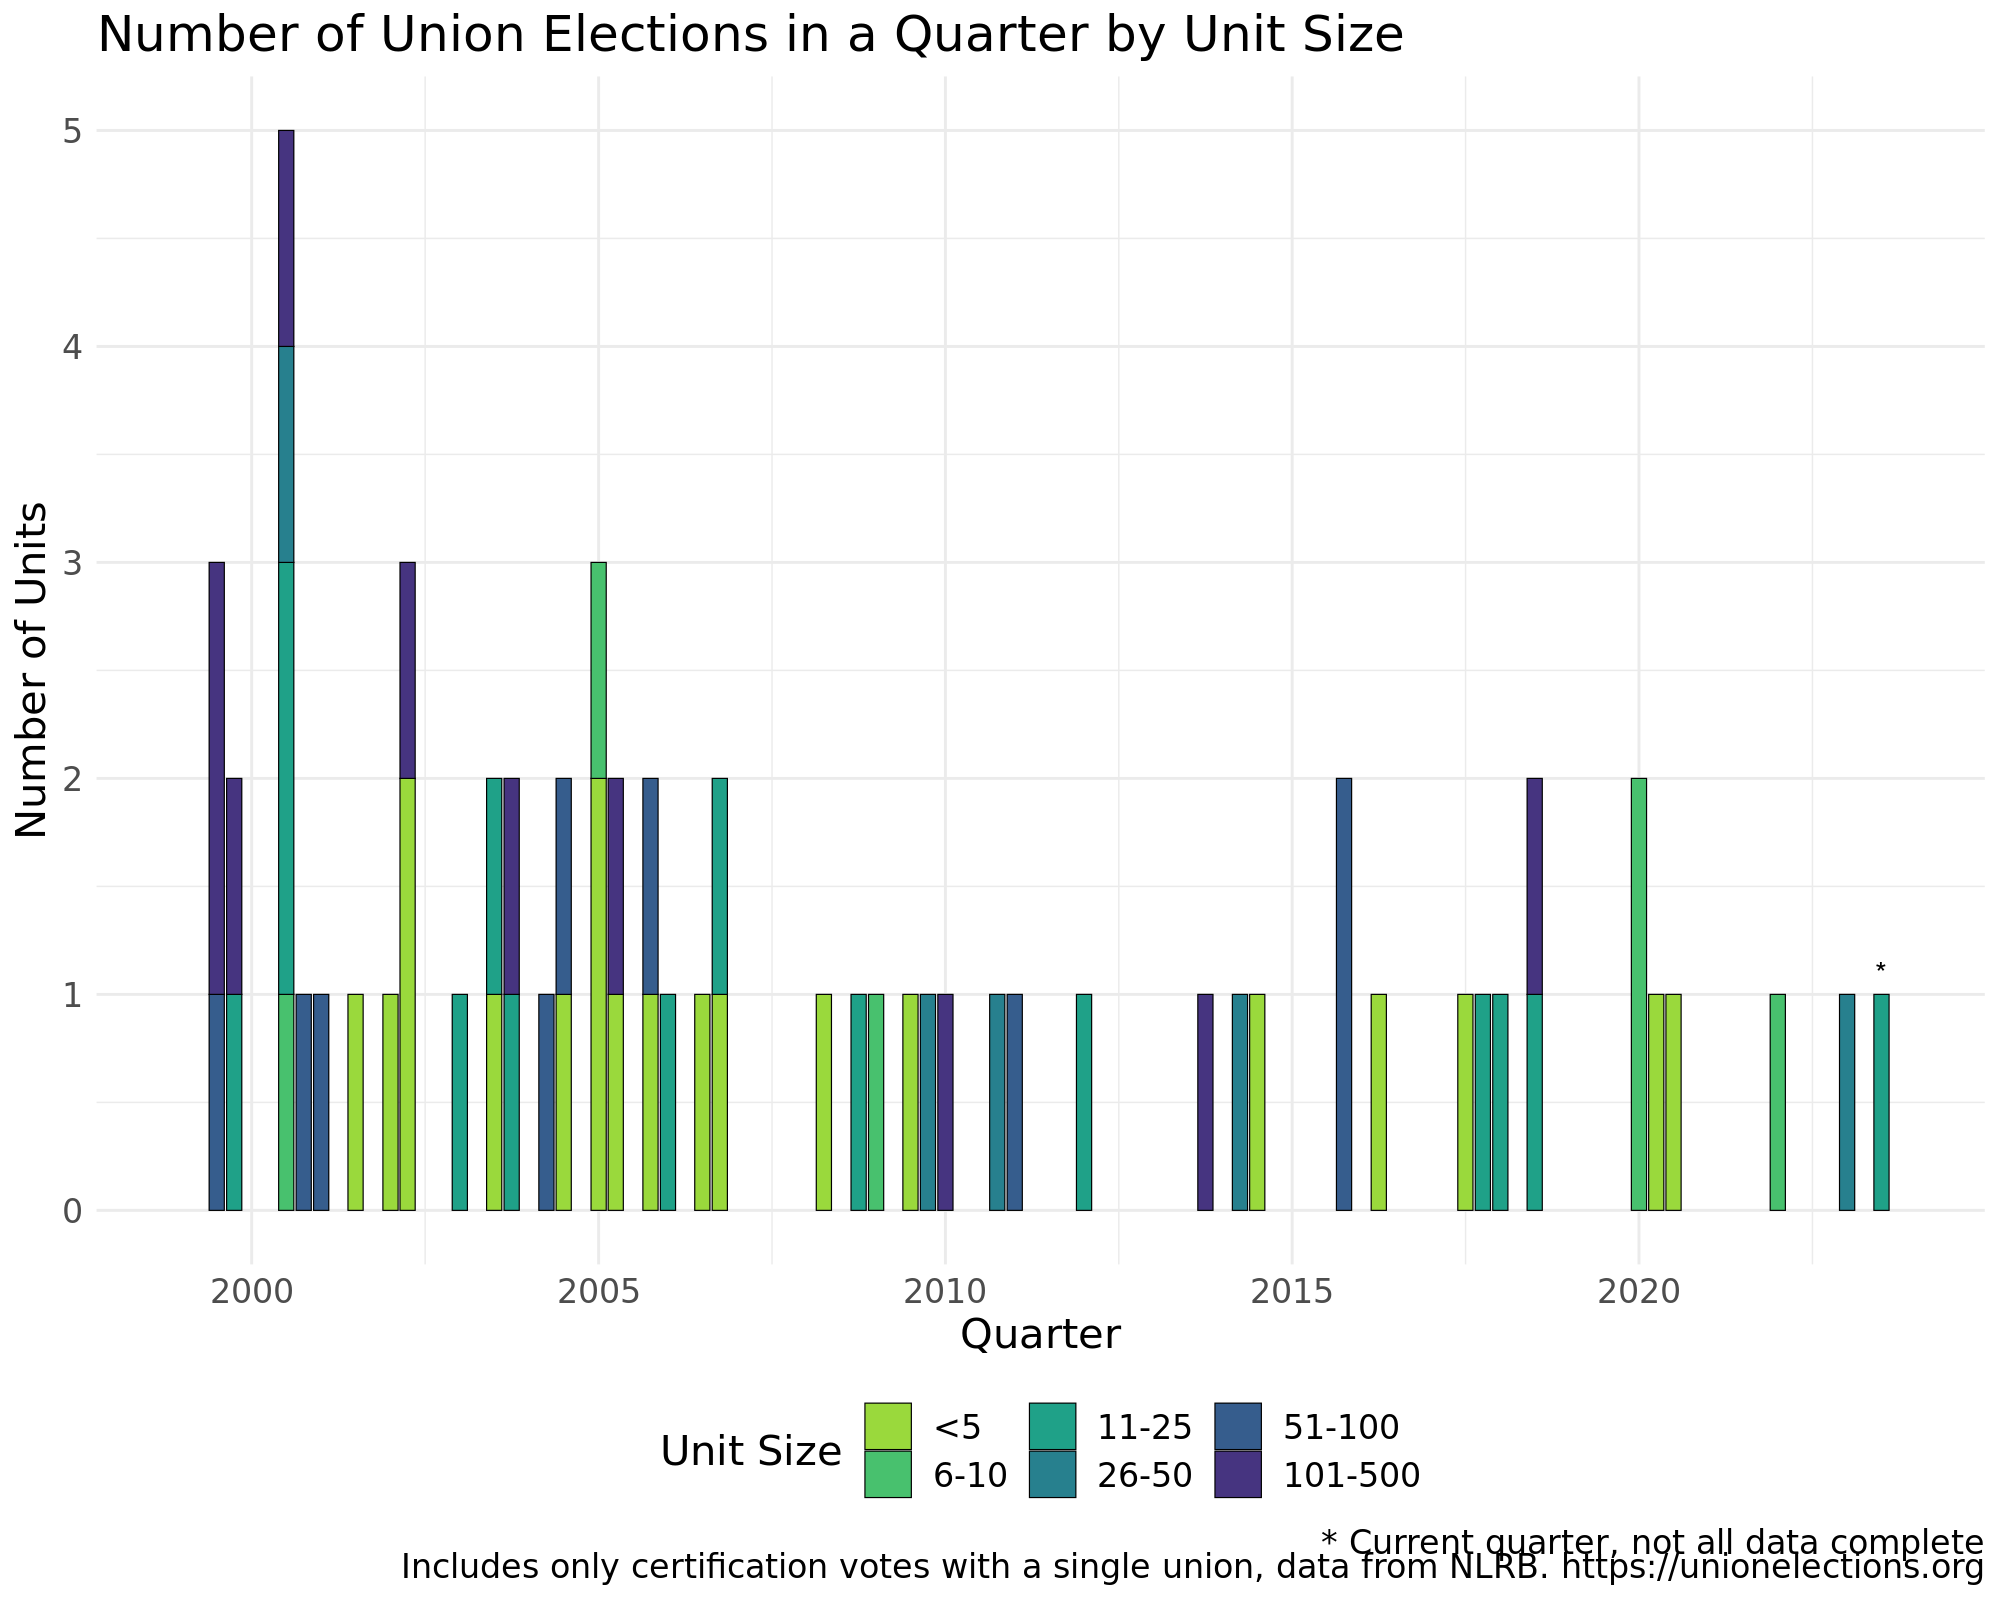 Number of Union Elections in a Quarter by Unit Size
Number of Units
5
4
3
2
1
0
*
2000 2005 2010 2015 2020
Quarter
Unit Size
<5 11-25 51-100
6-10 26-50 101-500
* Current quarter, not all data complete
Includes only certification votes with a single union, data from NLRB. https://unionelections.org